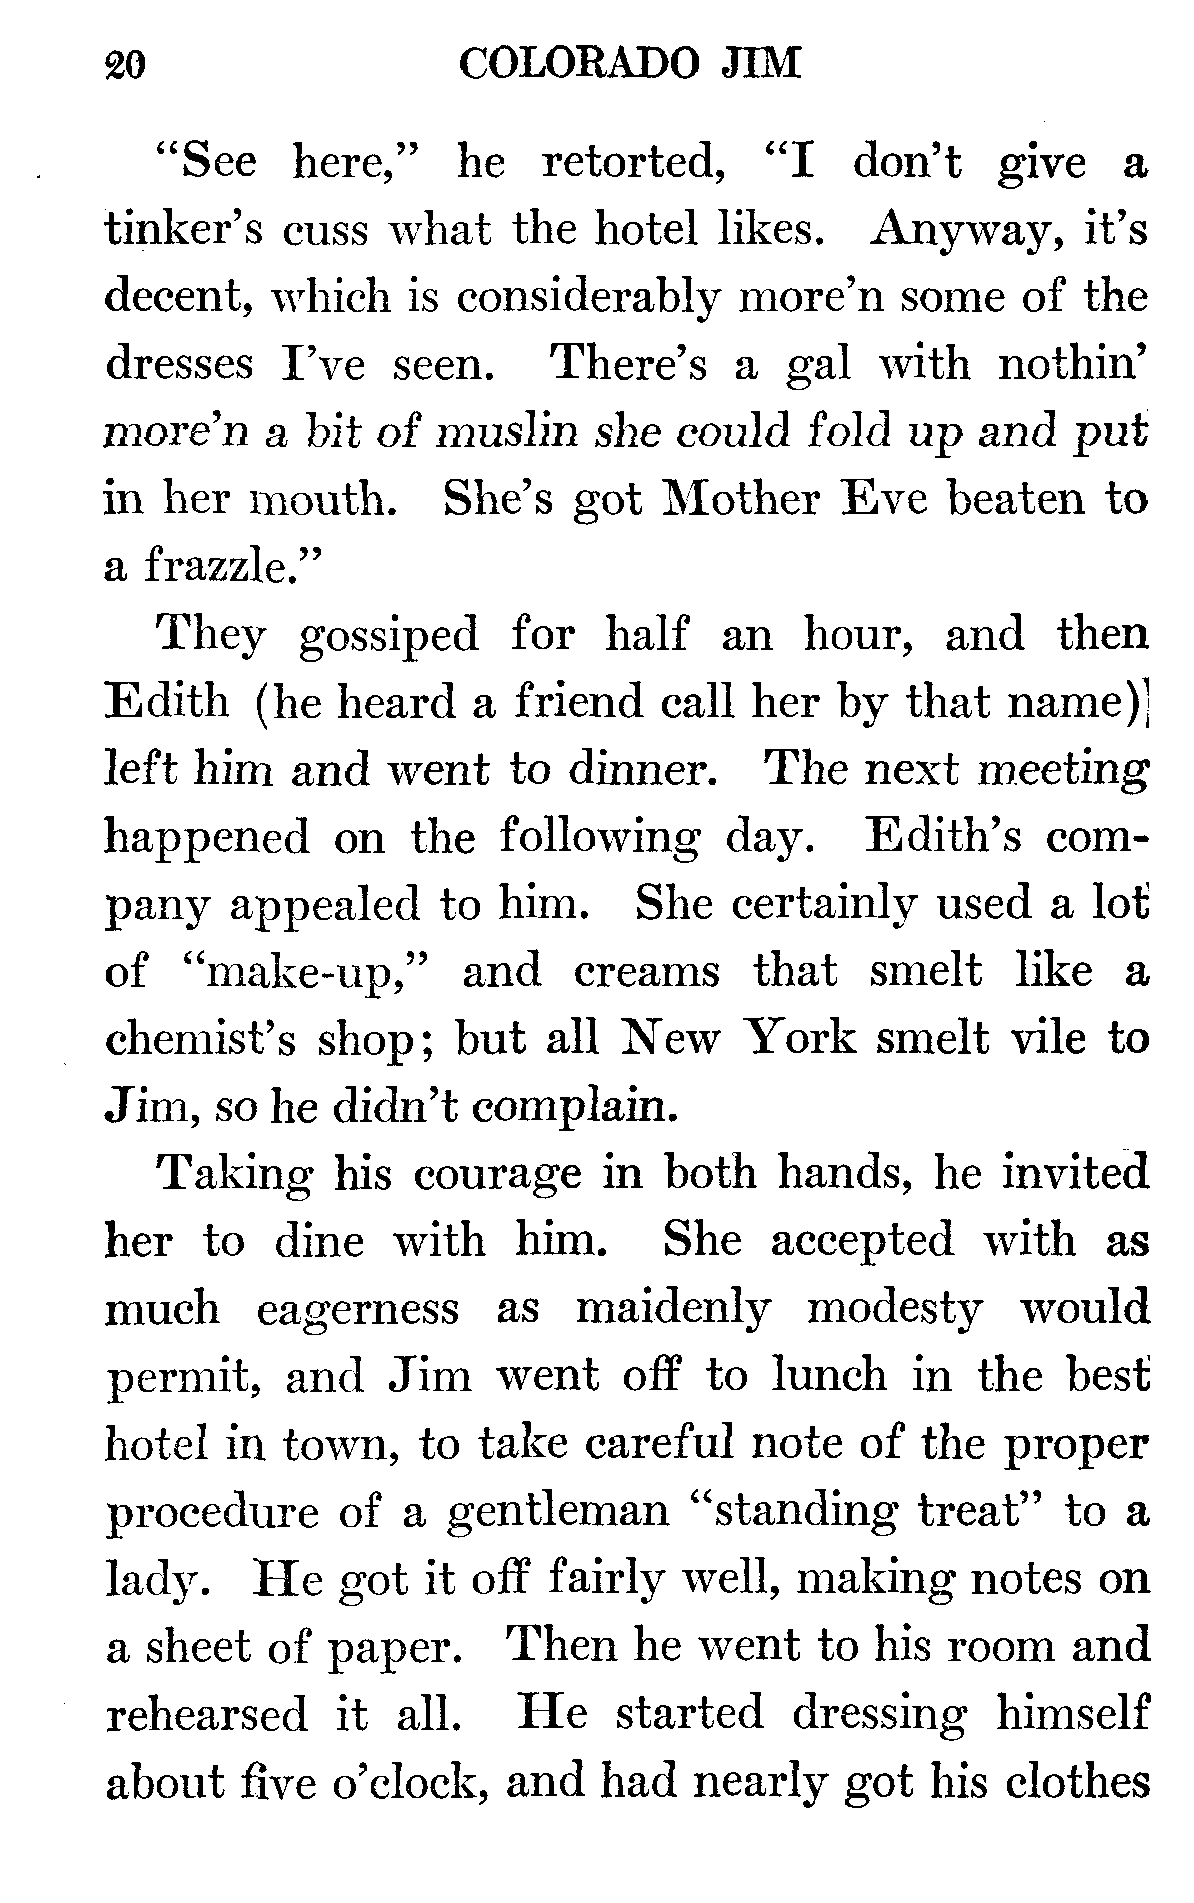 20 COLORADO JIM
“See here,” he retorted, “I don’t give a
tinker’s cuss what the hotel likes. Anyway, it’s
decent, which is considerably more’n some of the
dresses I’ve seen. There’s a gal with nothin’
more’n a bit of muslin she could fold up and put
in her mouth. She’s got Mother Eve beaten to
a frazzle.”
They gossiped for half an hour, and then
Edith (he heard a friend call her by that name)
left him and went to dinner. The next meeting
happened on the following day. Edith’s com-
pany appealed to him. She certainly used a lot
of “make-up,” and creams that smelt like a
chemist’s shop; but all New York smelt vile to
Jim, so he didn’t complain.
Taking his courage in both hands, he invited
her to dine with him. She accepted with as
much eagerness as maidenly modesty would
permit, and Jim went off to lunch in the best
hotel in town, to take careful note of the proper
procedure of a gentleman “standing treat” to a
lady. He got it off fairly well, making notes on
a sheet of paper. Then he went to his room and
rehearsed it all. He started dressing himself
about five o’clock, and had nearly got his clothes